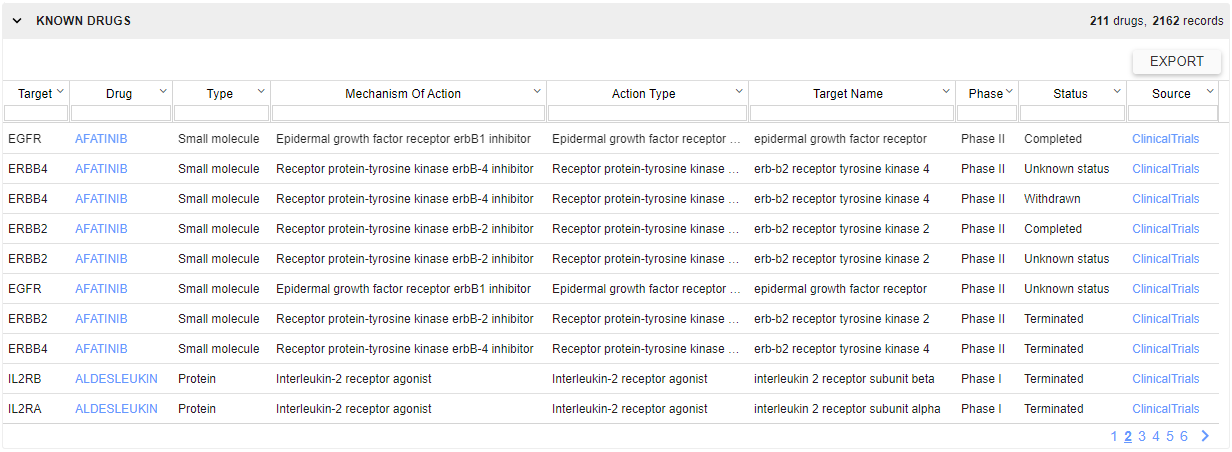 KNOWN DRUGS 211 drugs, 2162 records
EXPORT
Target Drug Type Mechanism Of Action Action Type Target Name Phase Status Source
EGFR AFATINIB Small molecule Epidermal growth factor receptor erbB1 inhibitor Epidermal growth factor receptor ... epidermal growth factor receptor Phase II Completed ClinicalTrials
ERBB4 AFATINIB Small molecule Receptor protein-tyrosine kinase erbB-4 inhibitor Receptor protein-tyrosine kinase ... erb-b2 receptor tyrosine kinase 4 Phase II Unknown status ClinicalTrials
ERBB4 AFATINIB Small molecule Receptor protein-tyrosine kinase erbB-4 inhibitor Receptor protein-tyrosine kinase ... erb-b2 receptor tyrosine kinase 4 Phase II Withdrawn ClinicalTrials
ERBB2 AFATINIB Small molecule Receptor protein-tyrosine kinase erbB-2 inhibitor Receptor protein-tyrosine kinase ... erb-b2 receptor tyrosine kinase 2 Phase II Completed ClinicalTrials
ERBB2 AFATINIB Small molecule Receptor protein-tyrosine kinase erbB-2 inhibitor Receptor protein-tyrosine kinase ... erb-b2 receptor tyrosine kinase 2 Phase II Unknown status ClinicalTrials
EGFR AFATINIB Small molecule Epidermal growth factor receptor erbB1 inhibitor Epidermal growth factor receptor ... epidermal growth factor receptor Phase II Unknown status ClinicalTrials
ERBB2 AFATINIB Small molecule Receptor protein-tyrosine kinase erbB-2 inhibitor Receptor protein-tyrosine kinase ... erb-b2 receptor tyrosine kinase 2 Phase II Terminated ClinicalTrials
ERBB4 AFATINIB Small molecule Receptor protein-tyrosine kinase erbB-4 inhibitor Receptor protein-tyrosine kinase ... erb-b2 receptor tyrosine kinase 4 Phase II Terminated ClinicalTrials
IL2RB ALDESLEUKIN Protein Interleukin-2 receptor agonist Interleukin-2 receptor agonist interleukin 2 receptor subunit beta Phase I Terminated ClinicalTrials
IL2RA ALDESLEUKIN Protein Interleukin-2 receptor agonist Interleukin-2 receptor agonist interleukin 2 receptor subunit alpha Phase I Terminated ClinicalTrials
1 2 3 4 5 6